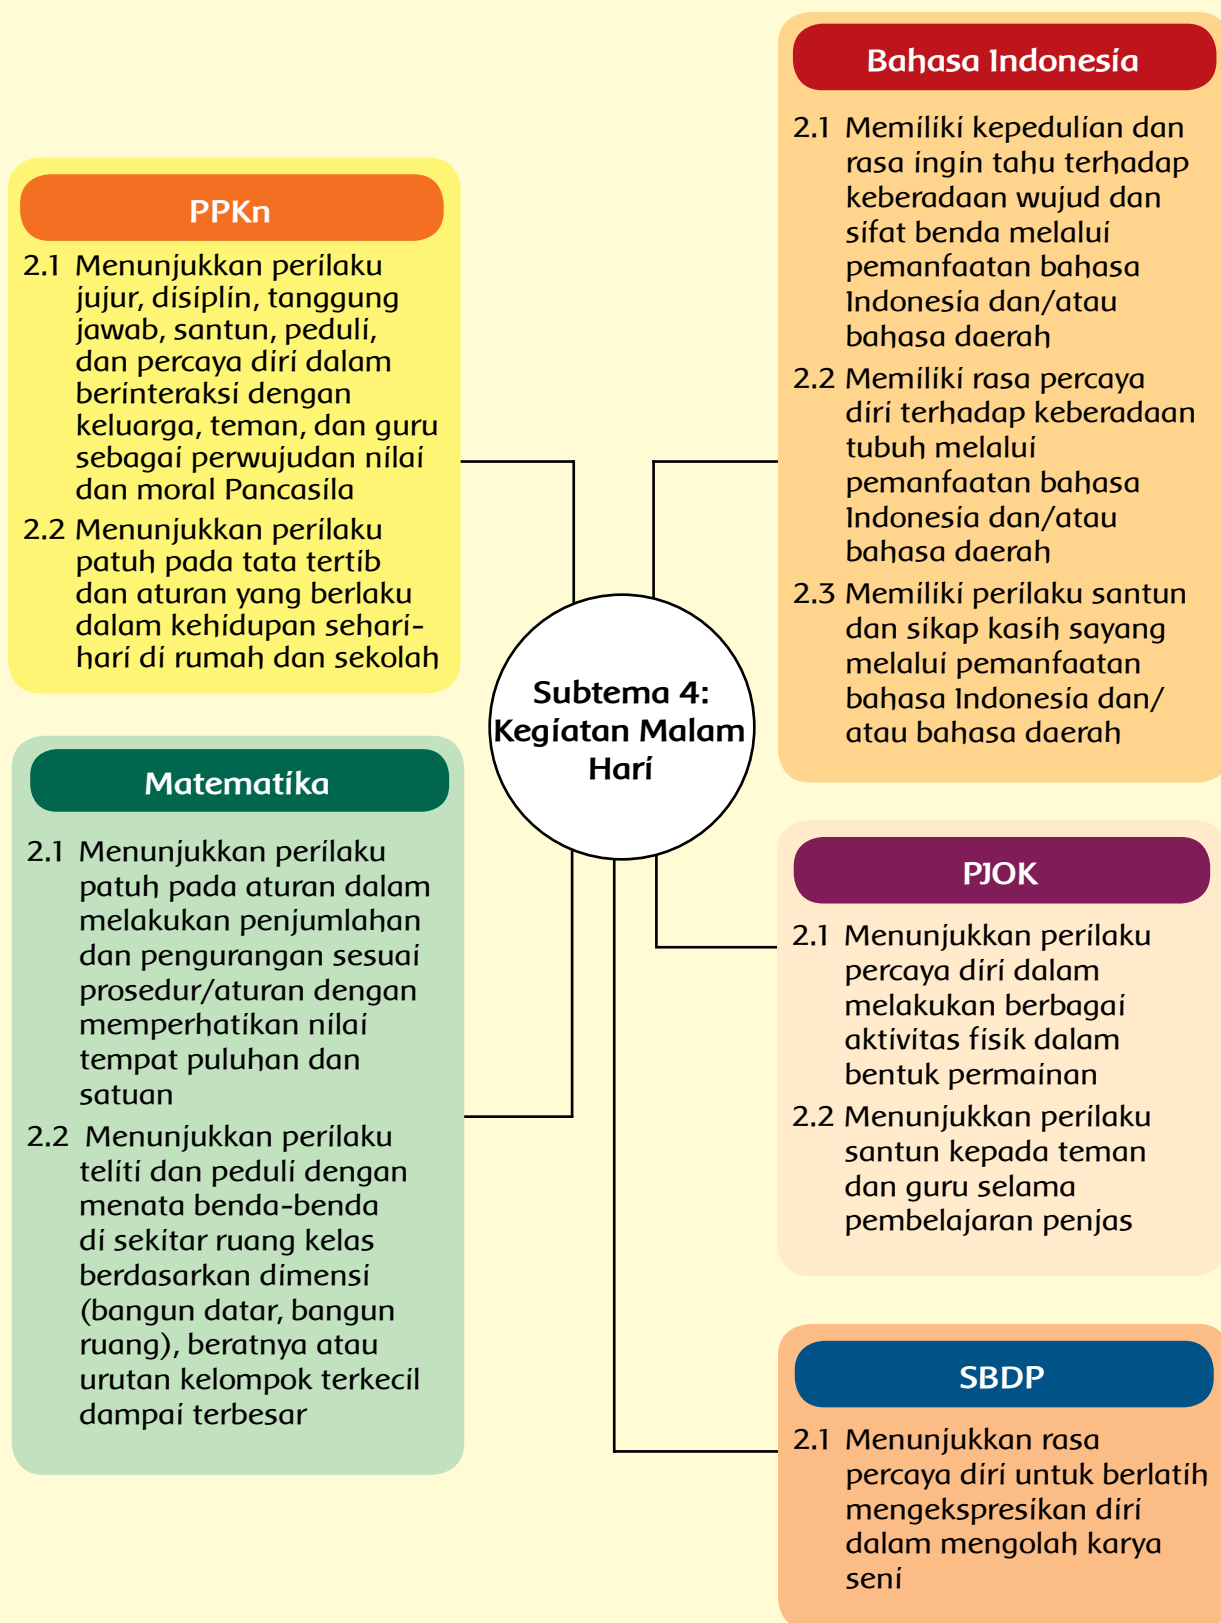 PPKn
2.1 Menunjukkan perilaku
jujur, disiplin, tanggung
jawab, santun, peduli,
dan percaya diri dalam
berinteraksi dengan
keluarga, teman, dan guru
sebagai perwujudan nilai
dan moral Pancasila
2.2 Menunjukkan perilaku
patuh pada tata tertib
dan aturan yang berlaku
dalam kehidupan sehari-
hari di rumah dan sekolah
Matematika
2.1 Menunjukkan perilaku
patuh pada aturan dalam
melakukan penjumlahan
dan pengurangan sesuai
prosedur/aturan dengan
memperhatikan nilai
tempat puluhan dan
satuan
2.2 Menunjukkan perilaku
teliti dan peduli dengan
menata benda-benda
di sekitar ruang kelas
berdasarkan dimensi
(bangun datar, bangun
ruang), beratnya atau
urutan kelompok terkecil
dampai terbesar
Subtema 4:
Kegiatan Malam
Hari
Bahasa Indonesia
2.1 Memiliki kepedulian dan
rasa ingin tahu terhadap
keberadaan wujud dan
sifat benda melalui
pemanfaatan bahasa
Indonesia dan/atau
bahasa daerah
2.2 Memiliki rasa percaya
diri terhadap keberadaan
tubuh melalui
pemanfaatan bahasa
Indonesia dan/atau
bahasa daerah
2.3 Memiliki perilaku santun
dan sikap kasih sayang
melalui pemanfaatan
bahasa Indonesia dan/
atau bahasa daerah
PJOK
2.1 Menunjukkan perilaku
percaya diri dalam
melakukan berbagai
aktivitas fisik dalam
bentuk permainan
2.2 Menunjukkan perilaku
santun kepada teman
dan guru selama
pembelajaran penjas
SBDP
2.1 Menunjukkan rasa
percaya diri untuk berlatih
mengekspresikan diri
dalam mengolah karya
seni